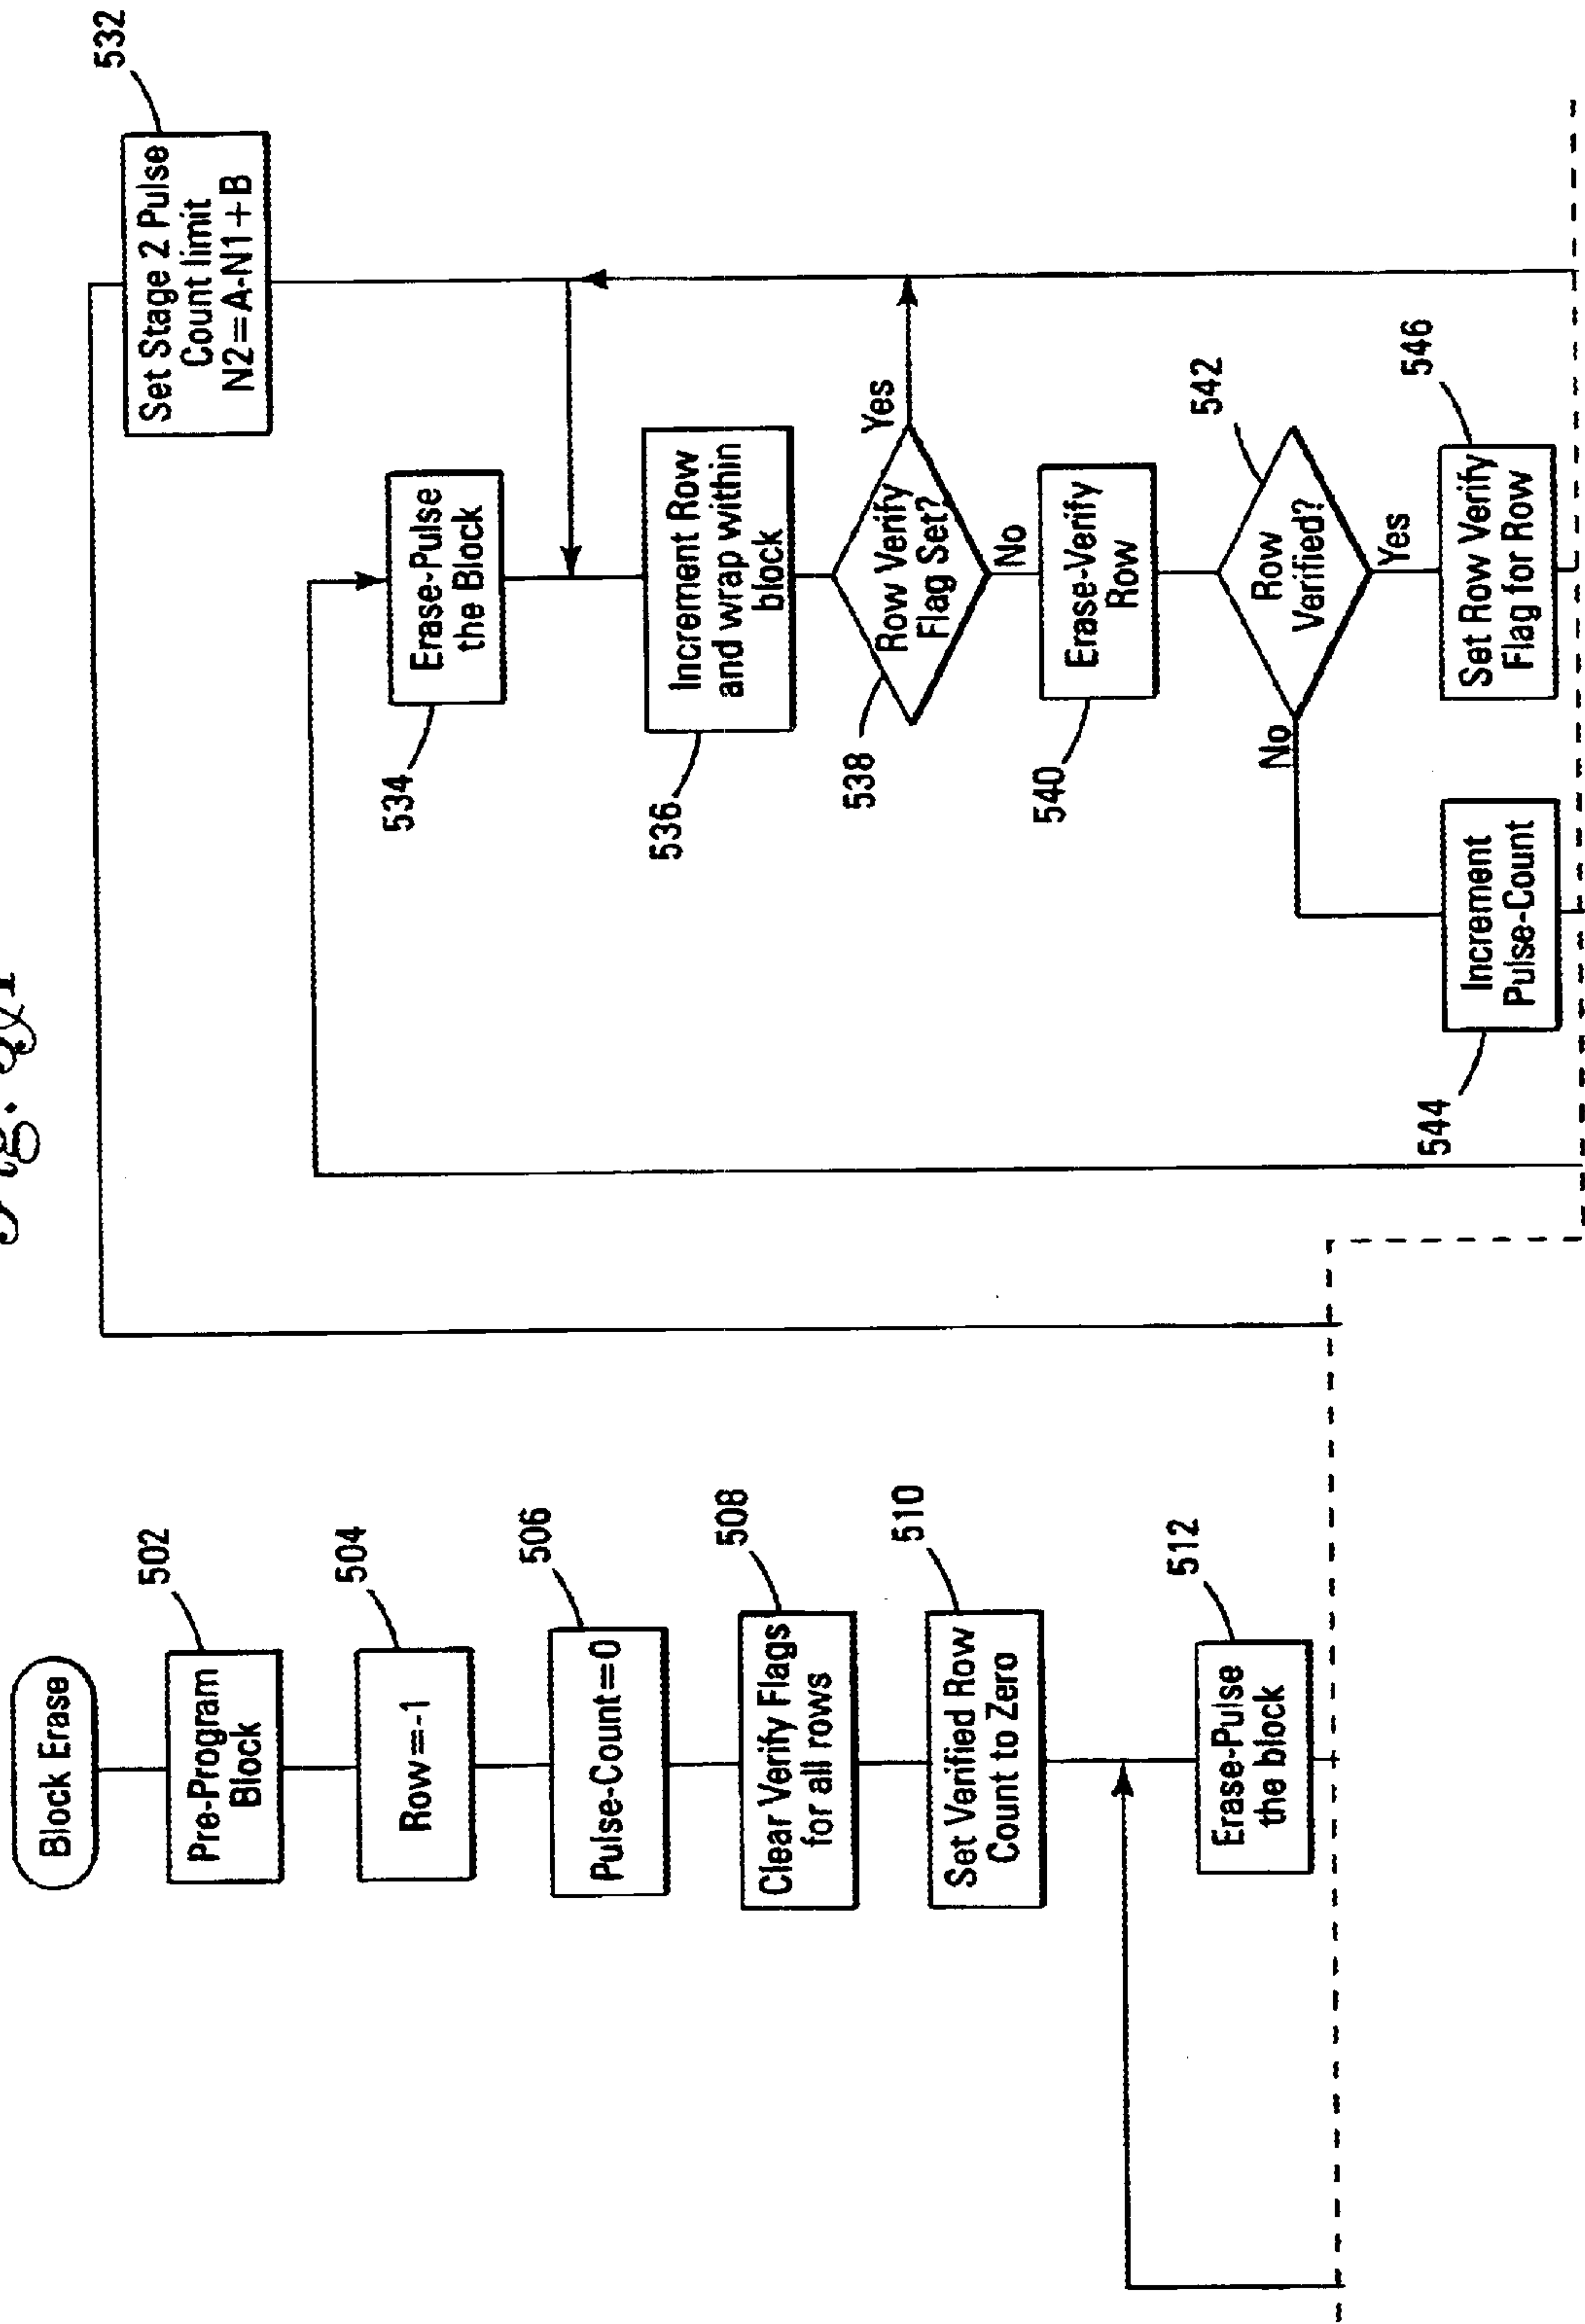 Block Erase
502
Pre-Program
Block
504
Row=-1
506
Pulse-Count=0
508
Clear Verify Flags
for all rows
510
Set Verified Row
Count to Zero
512
Erase-Pulse
the block
532
Set Stage 2 Pulse
Count limit
N2=A-N1+B
534
Erase-Pulse
the Block
536
Increment Row
and wrap within
block
538
Row Verify
Flag Set?
Yes
No
540
Erase-Verify
Row
542
Row
Verified?
No
Yes
544
Increment
Pulse-Count
546
Set Row Verify
Flag for Row